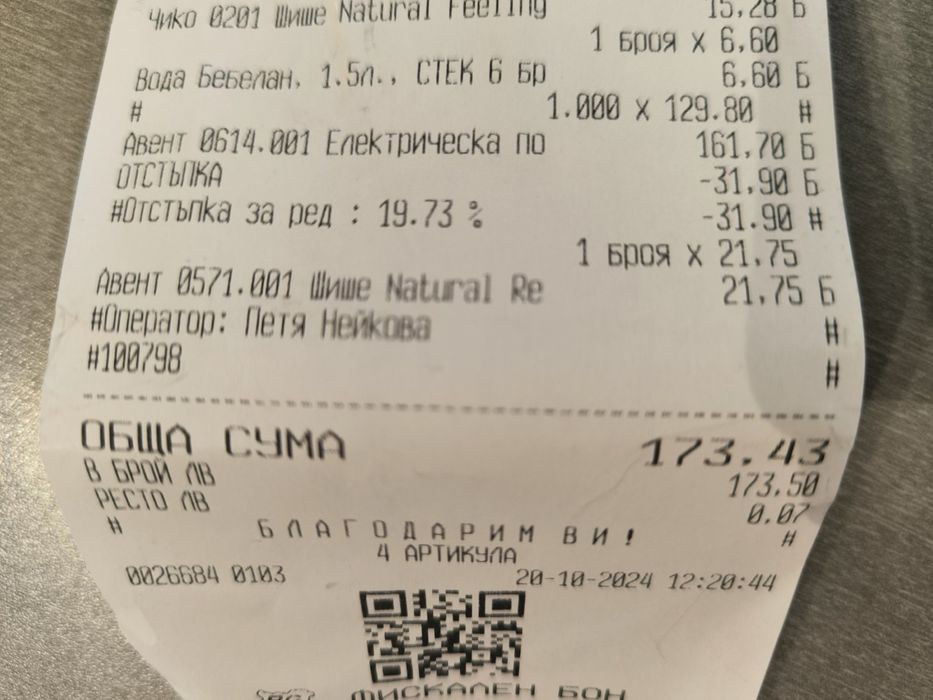 Чико 0201 Шише Natural Feeling 15,28 Б
1 броя x 6,60
Вода Бебелан, 1.5л., СТЕК 6 бр 6,60 Б
# 1.000 x 129.80 #
Авент 0614.001 Електрическа по 161,70 Б
ОТСТЪПКА -31,90 Б
#Отстъпка за ред : 19.73 % -31.90 #
1 броя x 21,75
Авент 0571.001 Шише Natural Re 21,75 Б
#Оператор: Петя Нейкова #
#100798 #
ОБЩА СУМА 173.43
В БРОЙ ЛВ 173,50
РЕСТО ЛВ 0.07
# БЛАГОДАРИМ ВИ! #
4 АРТИКУЛА
0026684 0103 20-10-2024 12:20:44
ФИСКАЛЕН БОН